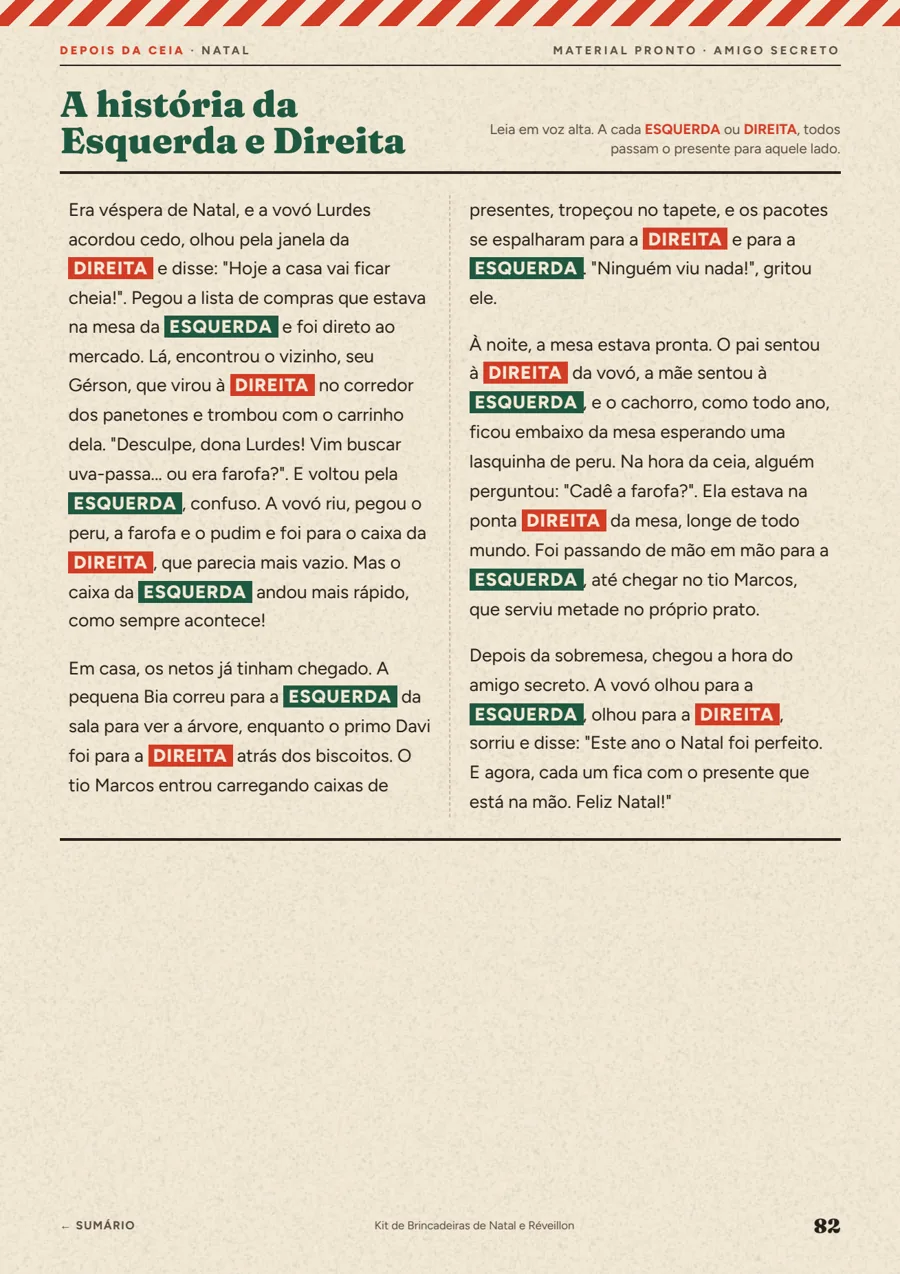 DEPOIS DA CEIA · NATAL
MATERIAL PRONTO · AMIGO SECRETO
A história da
Esquerda e Direita
Leia em voz alta. A cada ESQUERDA ou DIREITA, todos
passam o presente para aquele lado.
Era véspera de Natal, e a vovó Lurdes
acordou cedo, olhou pela janela da
DIREITA e disse: "Hoje a casa vai ficar
cheia!". Pegou a lista de compras que estava
na mesa da ESQUERDA e foi direto ao
mercado. Lá, encontrou o vizinho, seu
Gérson, que virou à DIREITA no corredor
dos panetones e trombou com o carrinho
dela. "Desculpe, dona Lurdes! Vim buscar
uva-passa... ou era farofa?". E voltou pela
ESQUERDA, confuso. A vovó riu, pegou o
peru, a farofa e o pudim e foi para o caixa da
DIREITA, que parecia mais vazio. Mas o
caixa da ESQUERDA andou mais rápido,
como sempre acontece!
Em casa, os netos já tinham chegado. A
pequena Bia correu para a ESQUERDA da
sala para ver a árvore, enquanto o primo Davi
foi para a DIREITA atrás dos biscoitos. O
tio Marcos entrou carregando caixas de
presentes, tropeçou no tapete, e os pacotes
se espalharam para a DIREITA e para a
ESQUERDA. "Ninguém viu nada!", gritou
ele.
À noite, a mesa estava pronta. O pai sentou
à DIREITA da vovó, a mãe sentou à
ESQUERDA, e o cachorro, como todo ano,
ficou embaixo da mesa esperando uma
lasquinha de peru. Na hora da ceia, alguém
perguntou: "Cadê a farofa?". Ela estava na
ponta DIREITA da mesa, longe de todo
mundo. Foi passando de mão em mão para a
ESQUERDA, até chegar no tio Marcos,
que serviu metade no próprio prato.
Depois da sobremesa, chegou a hora do
amigo secreto. A vovó olhou para a
ESQUERDA, olhou para a DIREITA,
sorriu e disse: "Este ano o Natal foi perfeito.
E agora, cada um fica com o presente que
está na mão. Feliz Natal!"
← SUMÁRIO
Kit de Brincadeiras de Natal e Réveillon
82